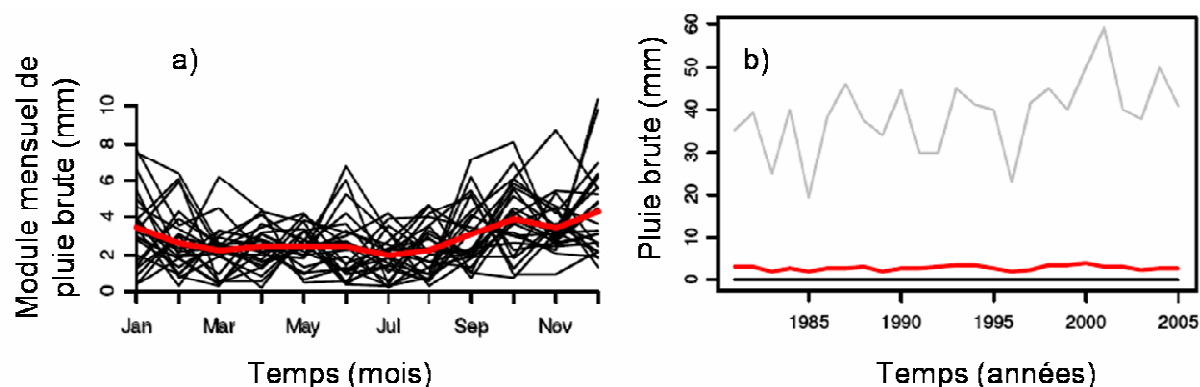 Module mensuel de
pluie brute (mm)
a)
10
8
6
4
2
0
Jan Mar May Jul Sep Nov
Temps (mois)
Pluie brute (mm)
b)
60
50
40
30
20
10
0
1985 1990 1995 2000 2005
Temps (années)